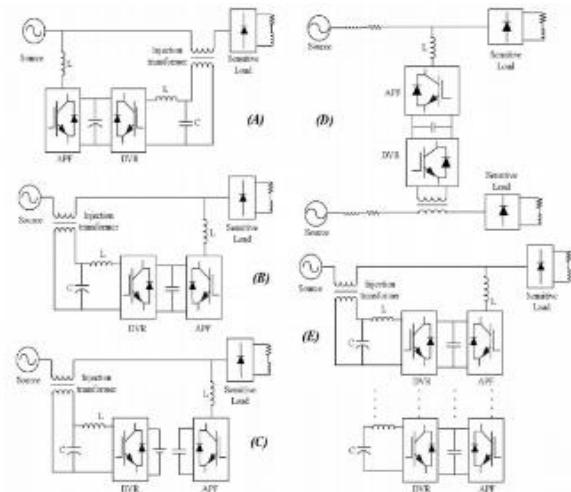 Source
Injection
transformer
Sensitive
Load
L
L
C
APF
DVR
(A)
Source
Injection
transformer
Sensitive
Load
L
L
C
DVR
APF
(B)
Source
Injection
transformer
Sensitive
Load
L
L
C
DVR
APF
(C)
Source
L
Sensitive
Load
APF
(D)
DVR
Source
Sensitive
Load
Source
Injection
transformer
Sensitive
Load
L
L
C
DVR
APF
(E)
C
DVR
APF